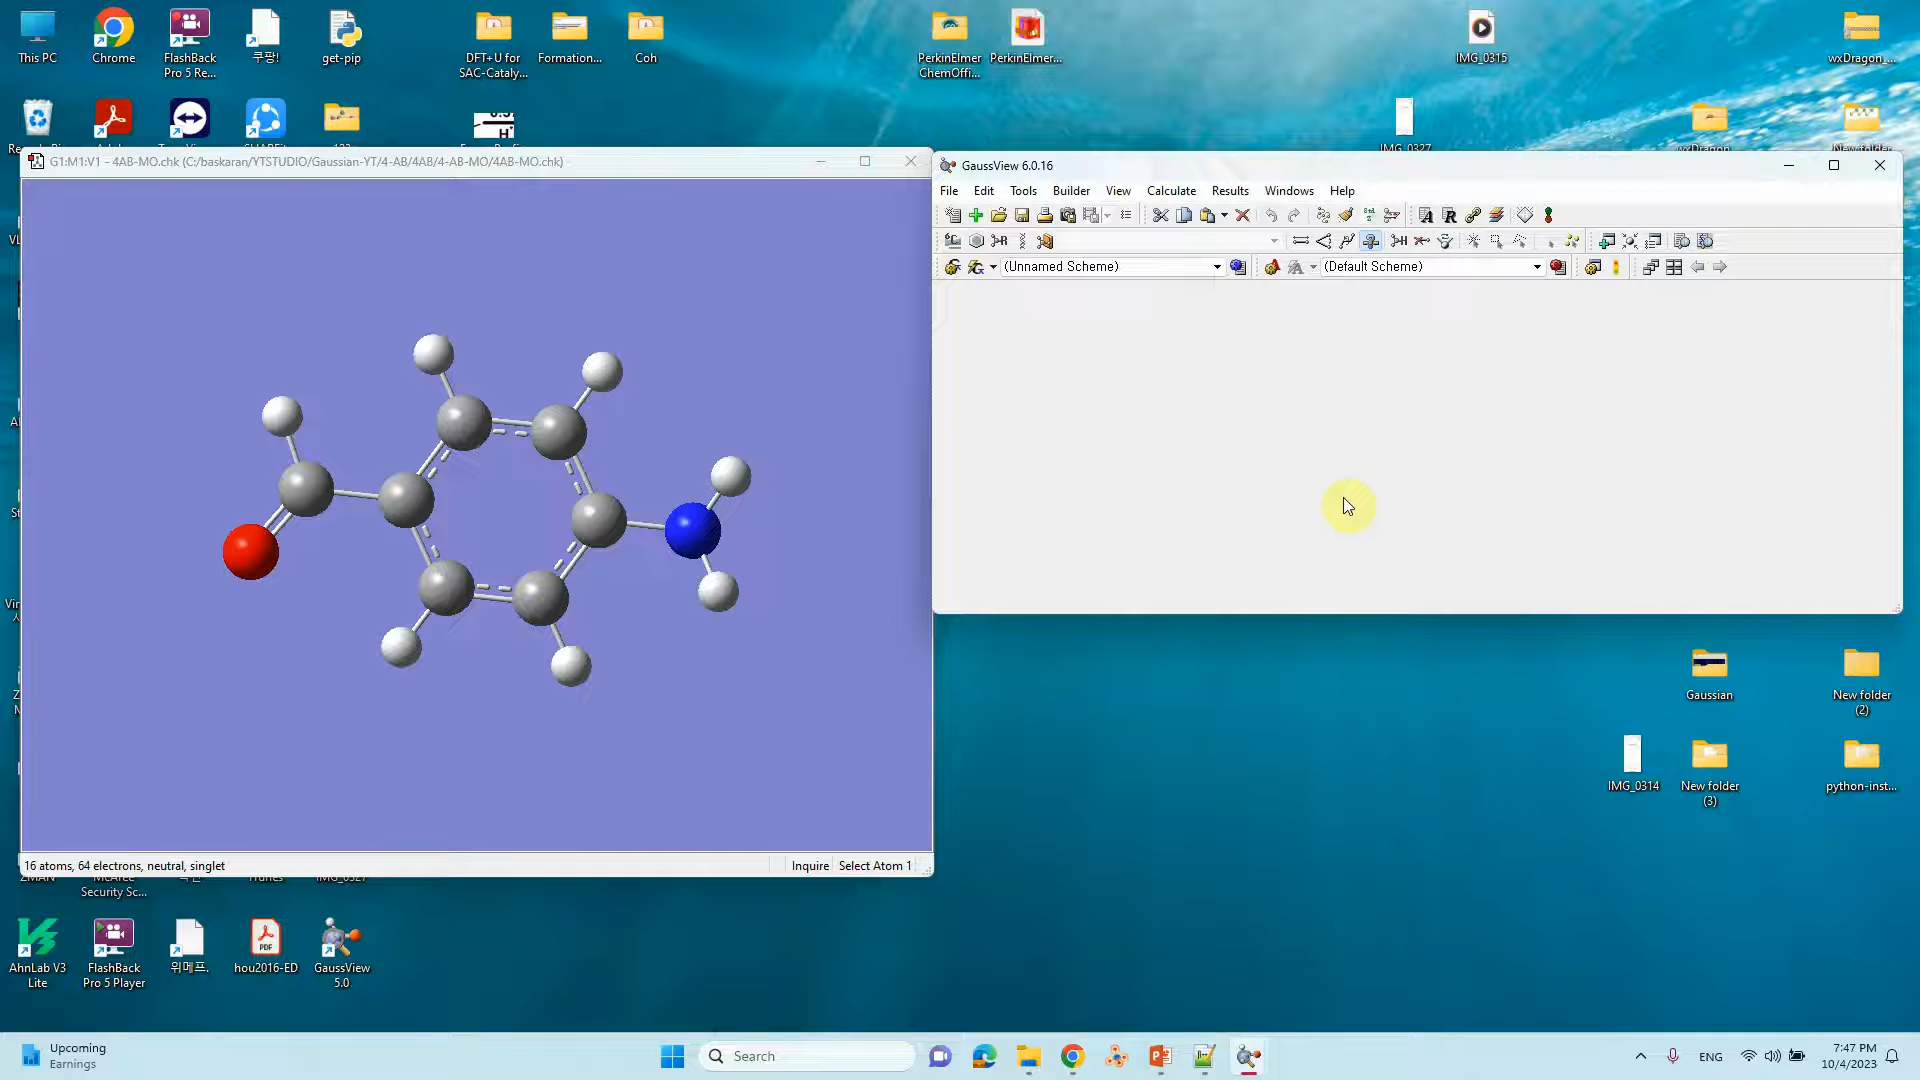 This PC
Chrome
FlashBack
Pro 5 Re...
쿠팡!
get-pip
DFT+U for
SAC-Cataly...
Formation...
Coh
PerkinElmer
ChemOffi...
PerkinElmer...
IMG_0315
wxDragon_...
G1:M1:V1 - 4AB-MO.chk (C:/baskaran/YTSTUDIO/Gaussian-YT/4-AB/4AB/4-AB-MO/4AB-MO.chk)
GaussView 6.0.16
File Edit Tools Builder View Calculate Results Windows Help
(Unnamed Scheme)
(Default Scheme)
16 atoms, 64 electrons, neutral, singlet
Inquire
Select Atom 1
Security Sc...
Gaussian
New folder
(2)
IMG_0314
New folder
(3)
python-inst...
AhnLab V3
Lite
FlashBack
Pro 5 Player
위메프.
hou2016-ED
GaussView
5.0
Upcoming
Earnings
Search
ENG
7:47 PM
10/4/2023